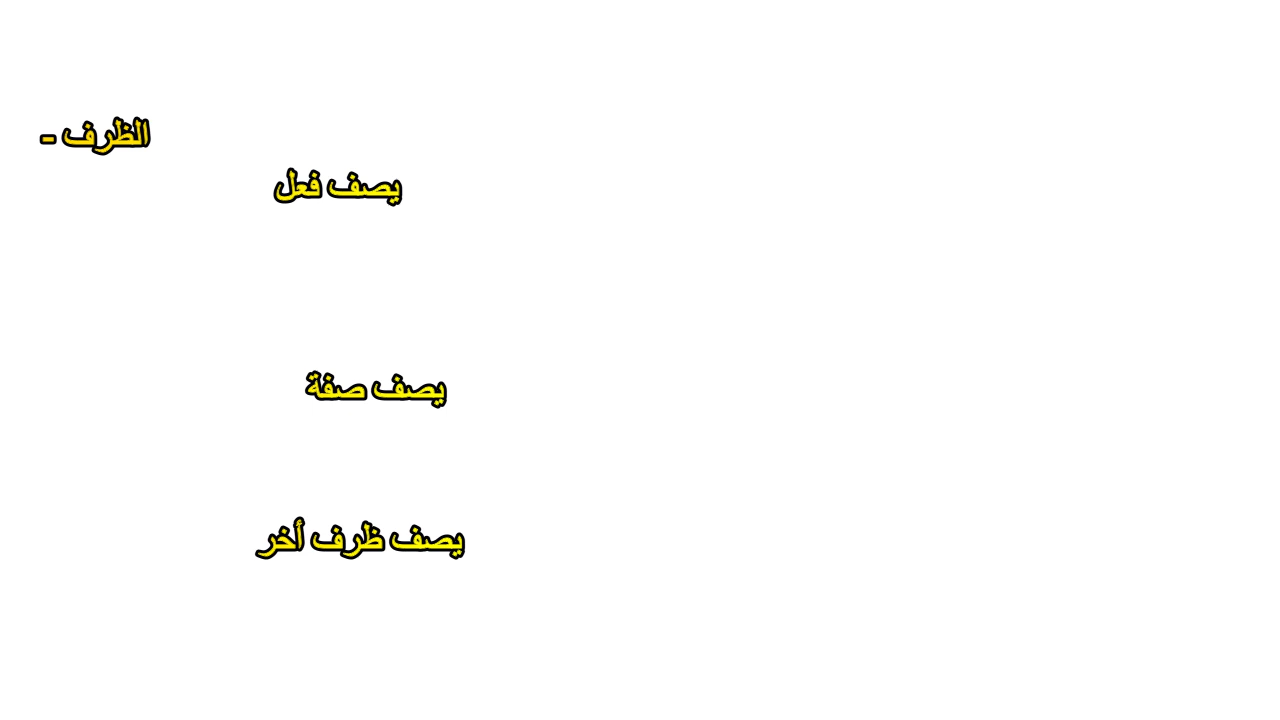 الظرف -
يصف فعل
يصف صفة
يصف ظرف أخر